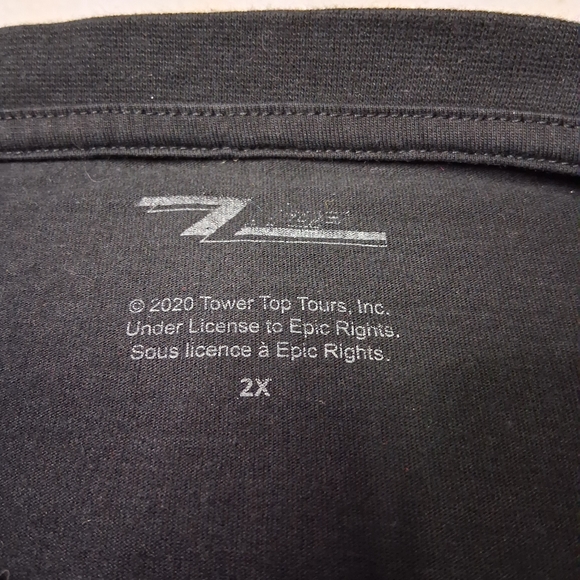 © 2020 Tower Top Tours, Inc.
Under License to Epic Rights.
Sous licence à Epic Rights.
2X